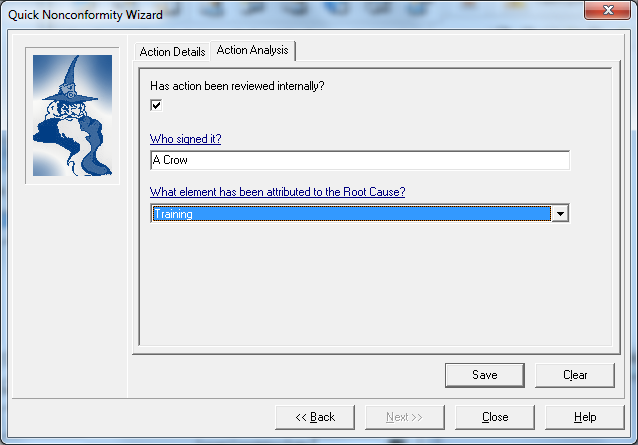 Quick Nonconformity Wizard
Action Details
Action Analysis
Has action been reviewed internally?
Who signed it?
A Crow
What element has been attributed to the Root Cause?
Training
Save
Clear
<< Back
Next >>
Close
Help